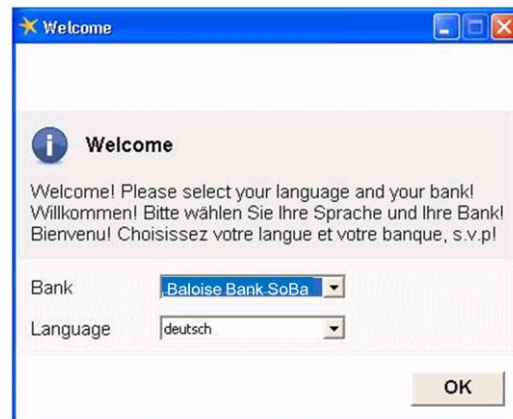 Welcome
Welcome
Welcome! Please select your language and your bank!
Willkommen! Bitte wählen Sie Ihre Sprache und Ihre Bank!
Bienvenu! Choisissez votre langue et votre banque, s.v.p!
Bank Baloise Bank SoBa
Language deutsch
OK